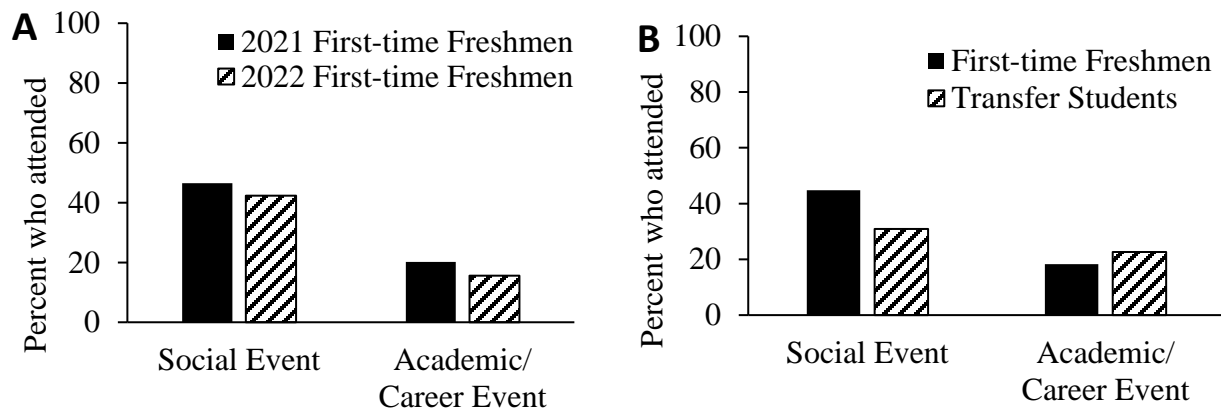 A
Percent who attended
100
80
60
40
20
0
2021 First-time Freshmen
2022 First-time Freshmen
Social Event
Academic/
Career Event
B
Percent who attended
100
80
60
40
20
0
First-time Freshmen
Transfer Students
Social Event
Academic/
Career Event